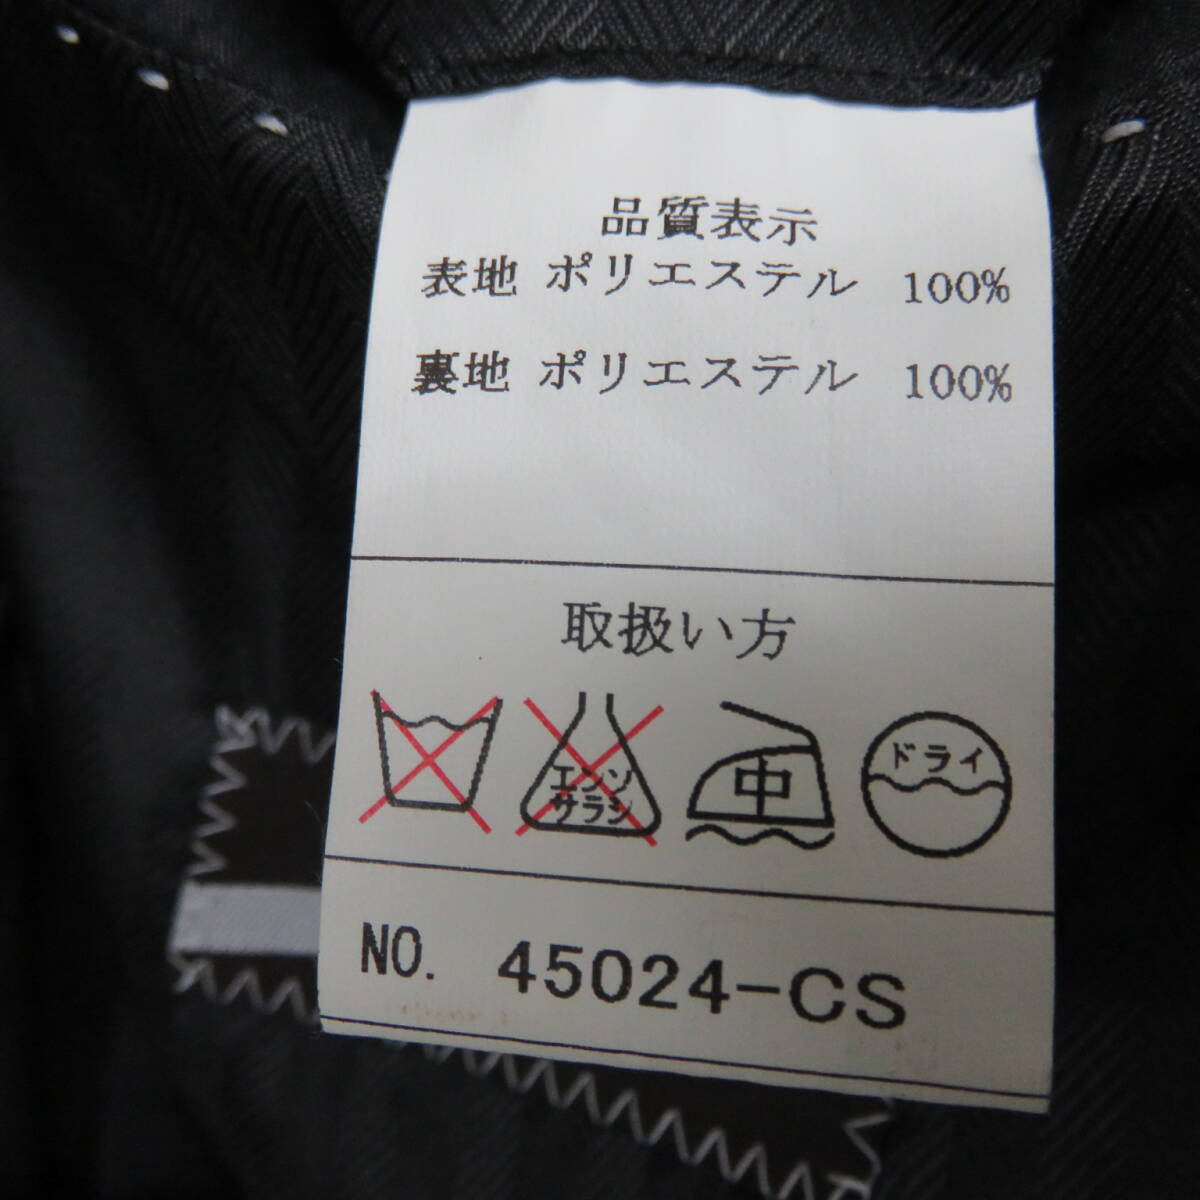 品質表示
表地 ポリエステル 100%
裏地 ポリエステル 100%
取扱い方
エンソ
サラシ
中
ドライ
NO. 45024-CS